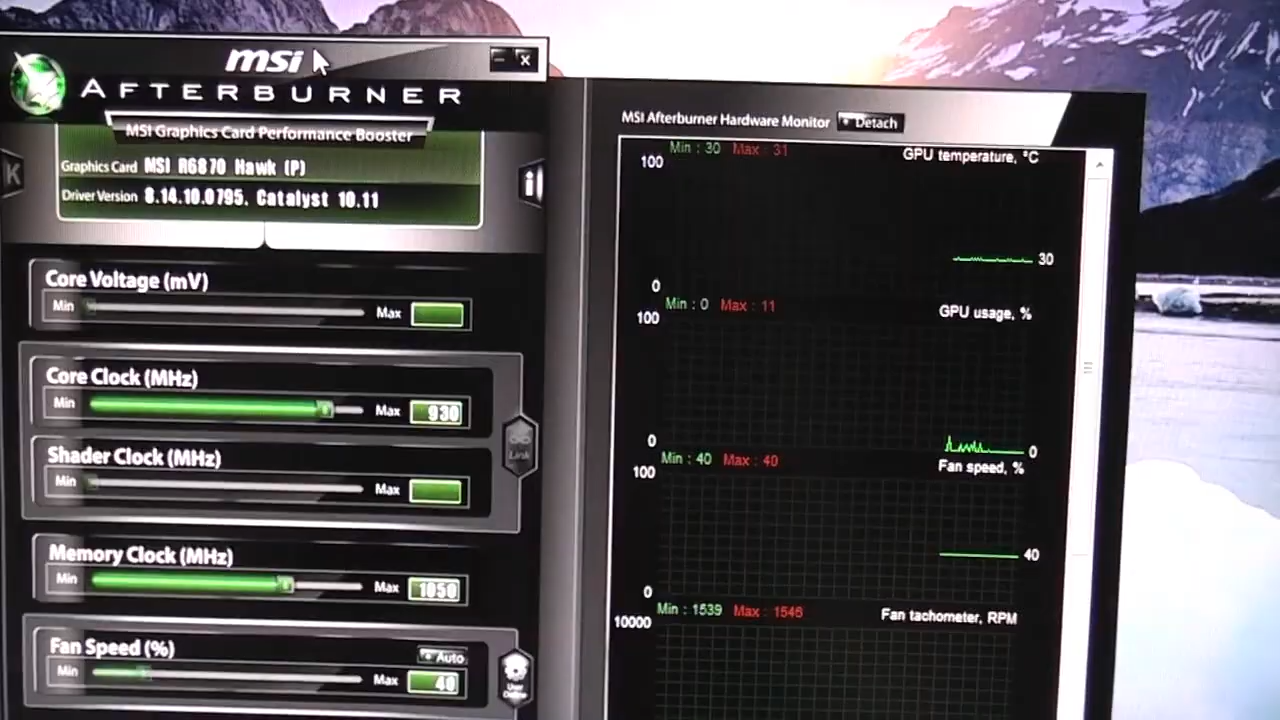 msi
AFTERBURNER
MSI Graphics Card Performance Booster
K
i
Graphics Card MSI R6870 Hawk (P)
Driver Version 8.14.10.0795, Catalyst 10.11
Core Voltage (mV)
Min Max
Core Clock (MHz)
Min Max 930
Link
Shader Clock (MHz)
Min Max
Memory Clock (MHz)
Min Max 1050
Fan Speed (%)
Auto
Min Max 40
User Define
MSI Afterburner Hardware Monitor Detach
Min : 30 Max : 31 GPU temperature, °C
100
30
0
Min : 0 Max : 11 GPU usage, %
100
0
0
Min : 40 Max : 40 Fan speed, %
100
40
0
Min : 1539 Max : 1546 Fan tachometer, RPM
10000